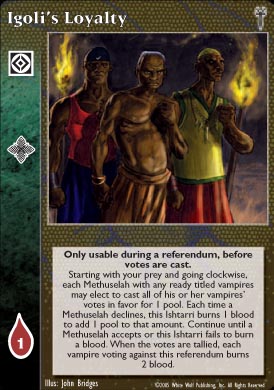 Igoli's Loyalty
Only usable during a referendum, before
votes are cast.
Starting with your prey and going clockwise,
each Methuselah with any ready titled vampires
may elect to cast all of his or her vampires'
votes in favor for 1 pool. Each time a
Methuselah declines, this Ishtarri burns 1 blood
to add 1 pool to that amount. Continue until a
Methuselah accepts or this Ishtarri fails to burn
a blood. When the votes are tallied, each
vampire voting against this referendum burns
2 blood.
1
Illus: John Bridges
©2005 White Wolf Publishing, Inc. All Rights Reserved.